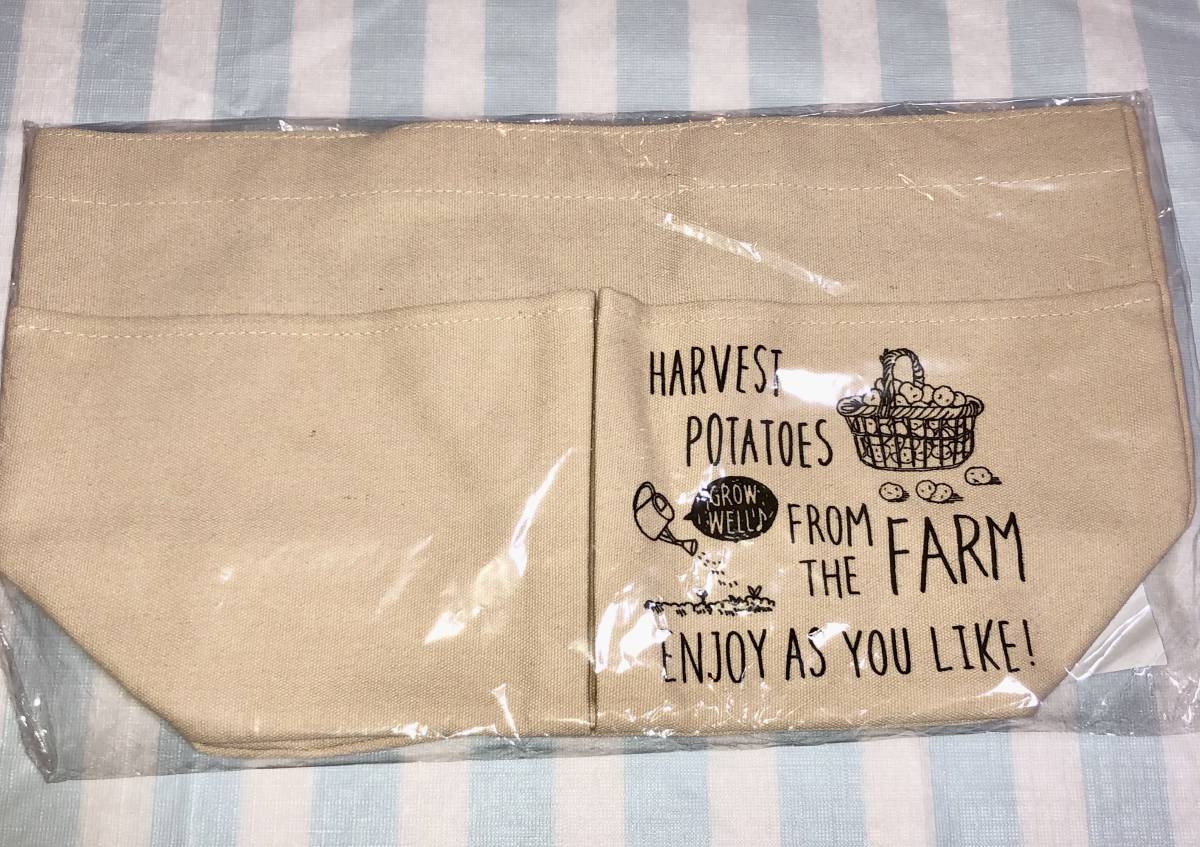 HARVEST
POTATOES
GROW
WELL♪
FROM
THE FARM
ENJOY AS YOU LIKE!